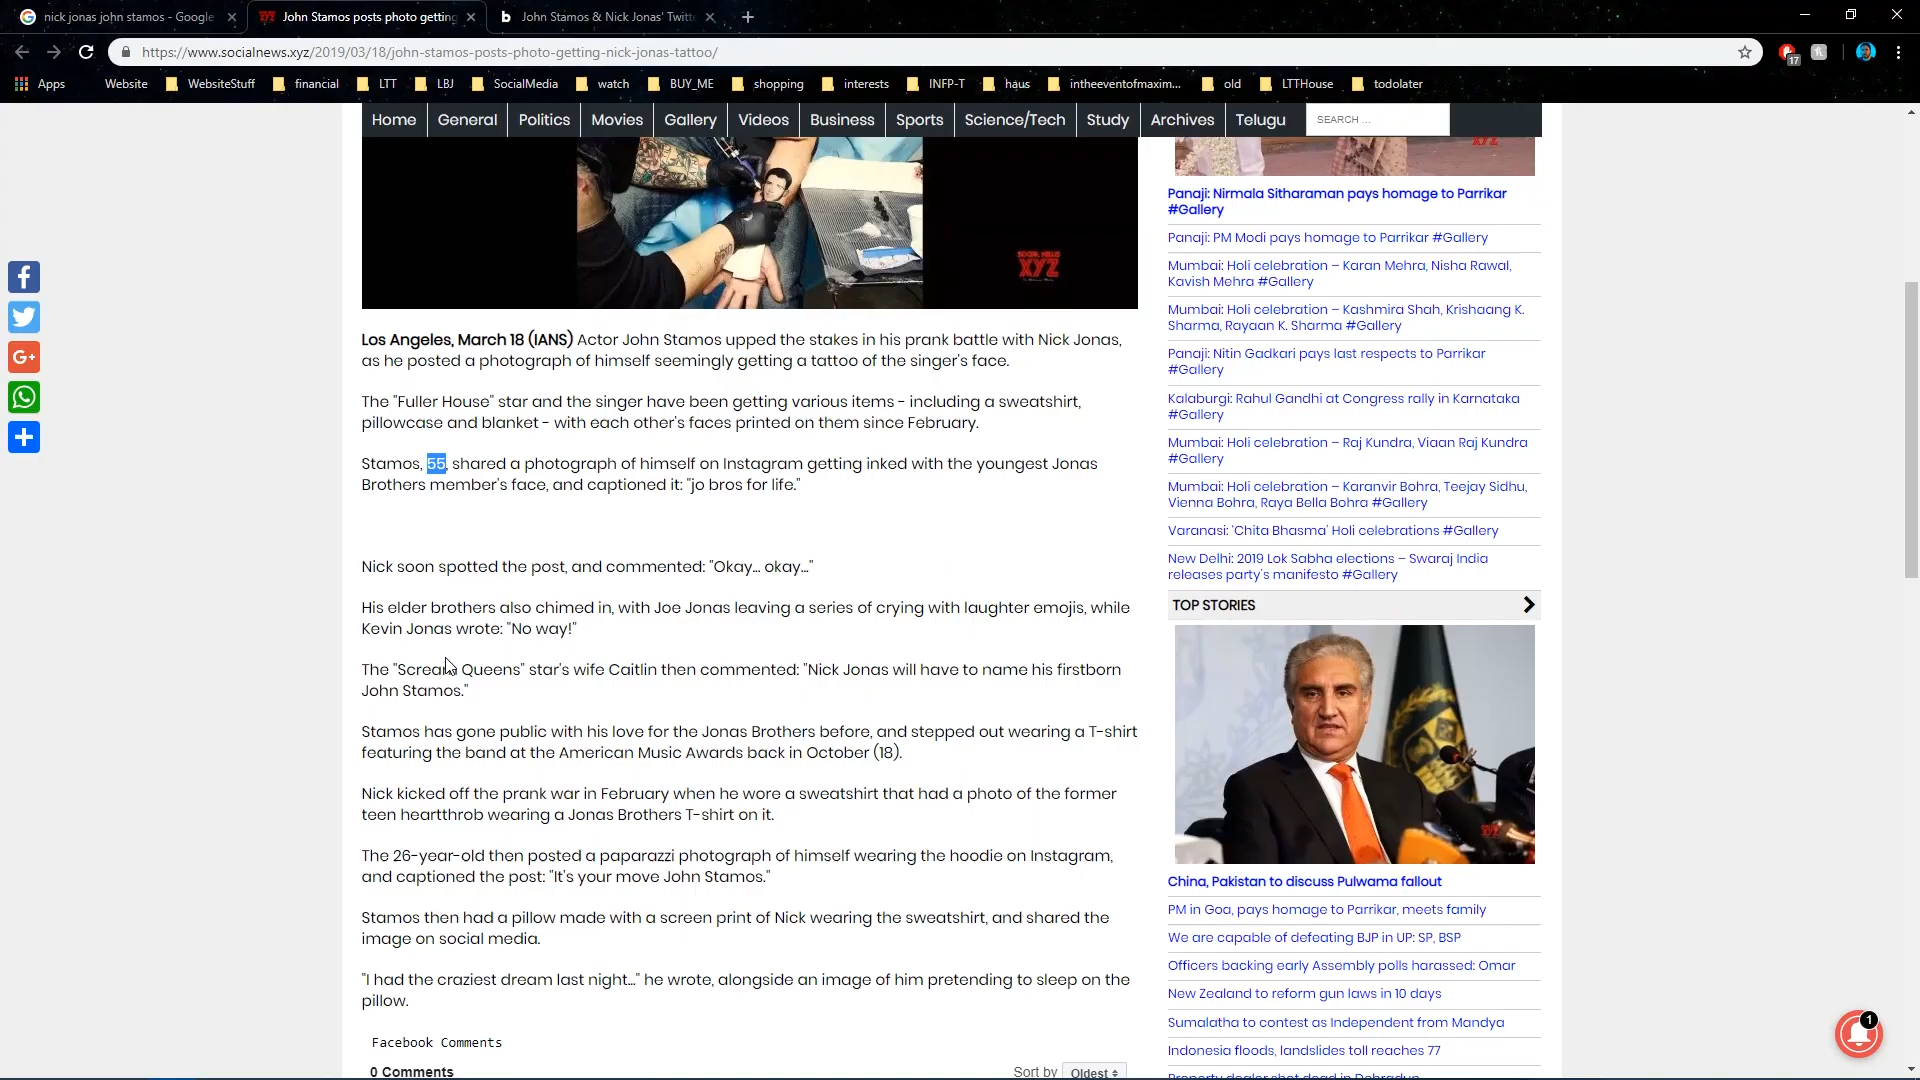 nick jonas john stamos - Google
John Stamos posts photo getting
John Stamos & Nick Jonas' Twitt
https://www.socialnews.xyz/2019/03/18/john-stamos-posts-photo-getting-nick-jonas-tattoo/
17
Apps Website WebsiteStuff financial LTT LBJ SocialMedia watch BUY_ME shopping interests INFP-T haus intheeventofmaxim... old LTTHouse todolater
Home General Politics Movies Gallery Videos Business Sports Science/Tech Study Archives Telugu SEARCH ...
SOCIAL NEWS
XYZ
Los Angeles, March 18 (IANS) Actor John Stamos upped the stakes in his prank battle with Nick Jonas,
as he posted a photograph of himself seemingly getting a tattoo of the singer's face.
The "Fuller House" star and the singer have been getting various items - including a sweatshirt,
pillowcase and blanket - with each other's faces printed on them since February.
Stamos, 55, shared a photograph of himself on Instagram getting inked with the youngest Jonas
Brothers member's face, and captioned it: "jo bros for life."
Nick soon spotted the post, and commented: "Okay... okay..."
His elder brothers also chimed in, with Joe Jonas leaving a series of crying with laughter emojis, while
Kevin Jonas wrote: "No way!"
The "Scream Queens" star's wife Caitlin then commented: "Nick Jonas will have to name his firstborn
John Stamos."
Stamos has gone public with his love for the Jonas Brothers before, and stepped out wearing a T-shirt
featuring the band at the American Music Awards back in October (18).
Nick kicked off the prank war in February when he wore a sweatshirt that had a photo of the former
teen heartthrob wearing a Jonas Brothers T-shirt on it.
The 26-year-old then posted a paparazzi photograph of himself wearing the hoodie on Instagram,
and captioned the post: "It's your move John Stamos."
Stamos then had a pillow made with a screen print of Nick wearing the sweatshirt, and shared the
image on social media.
"I had the craziest dream last night..." he wrote, alongside an image of him pretending to sleep on the
pillow.
Facebook Comments
0 Comments
Sort by Oldest
Panaji: Nirmala Sitharaman pays homage to Parrikar
#Gallery
Panaji: PM Modi pays homage to Parrikar #Gallery
Mumbai: Holi celebration – Karan Mehra, Nisha Rawal,
Kavish Mehra #Gallery
Mumbai: Holi celebration – Kashmira Shah, Krishaang K.
Sharma, Rayaan K. Sharma #Gallery
Panaji: Nitin Gadkari pays last respects to Parrikar
#Gallery
Kalaburgi: Rahul Gandhi at Congress rally in Karnataka
#Gallery
Mumbai: Holi celebration – Raj Kundra, Viaan Raj Kundra
#Gallery
Mumbai: Holi celebration – Karanvir Bohra, Teejay Sidhu,
Vienna Bohra, Raya Bella Bohra #Gallery
Varanasi: 'Chita Bhasma' Holi celebrations #Gallery
New Delhi: 2019 Lok Sabha elections – Swaraj India
releases party's manifesto #Gallery
TOP STORIES
China, Pakistan to discuss Pulwama fallout
PM in Goa, pays homage to Parrikar, meets family
We are capable of defeating BJP in UP: SP, BSP
Officers backing early Assembly polls harassed: Omar
New Zealand to reform gun laws in 10 days
Sumalatha to contest as Independent from Mandya
Indonesia floods, landslides toll reaches 77
Property dealer shot dead in Dehradun
1